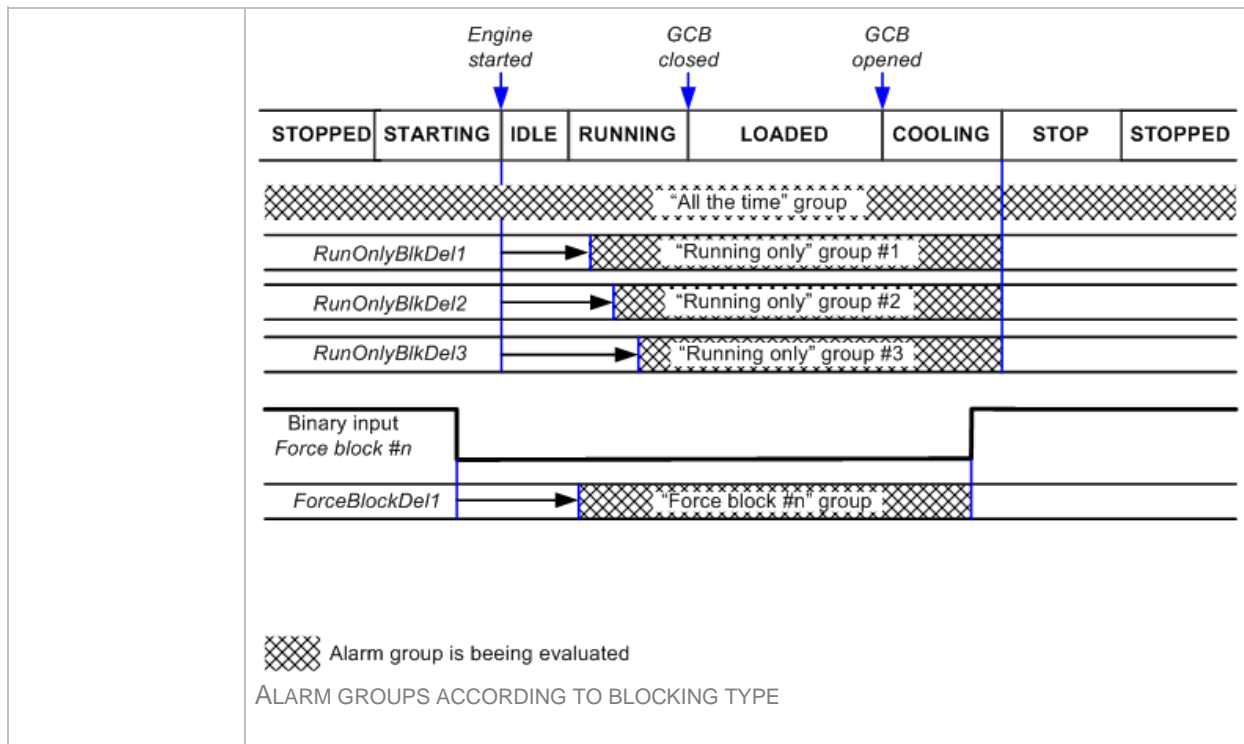 Engine started
GCB closed
GCB opened
STOPPED STARTING IDLE RUNNING LOADED COOLING STOP STOPPED
"All the time" group
RunOnlyBlkDel1 "Running only" group #1
RunOnlyBlkDel2 "Running only" group #2
RunOnlyBlkDel3 "Running only" group #3
Binary input
Force block #n
ForceBlockDel1 "Force block #n" group
Alarm group is beeing evaluated
ALARM GROUPS ACCORDING TO BLOCKING TYPE